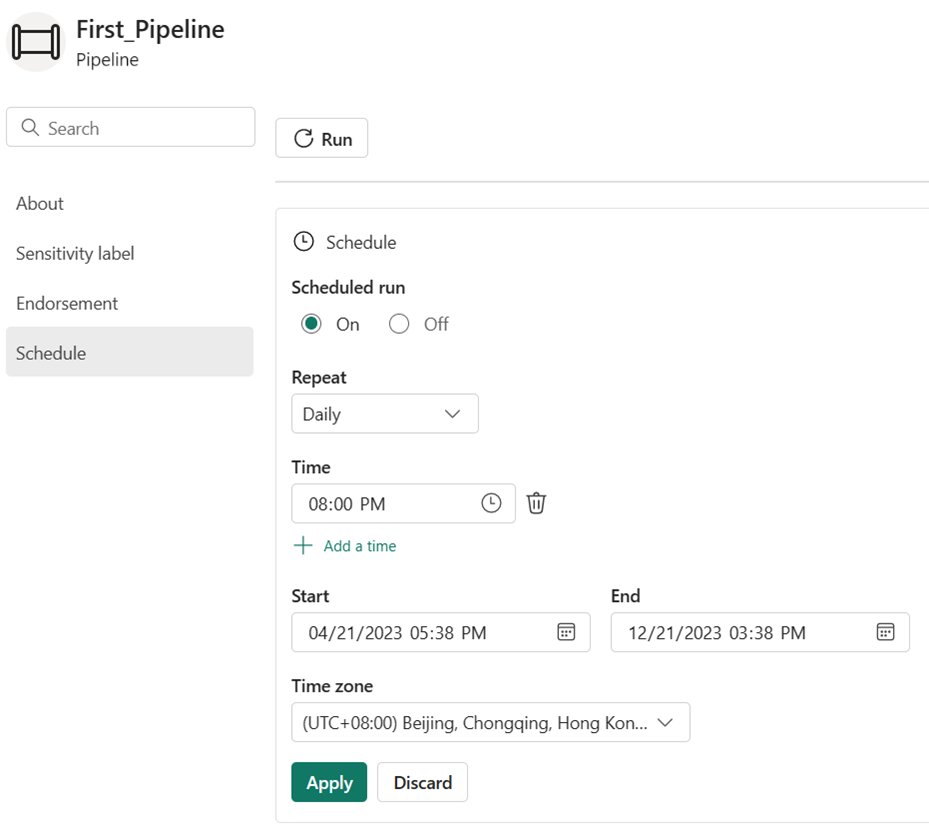 First_Pipeline
Pipeline
Search
About
Sensitivity label
Endorsement
Schedule
Run
Schedule
Scheduled run
On Off
Repeat
Daily
Time
08:00 PM
Add a time
Start End
04/21/2023 05:38 PM 12/21/2023 03:38 PM
Time zone
(UTC+08:00) Beijing, Chongqing, Hong Kon...
Apply Discard